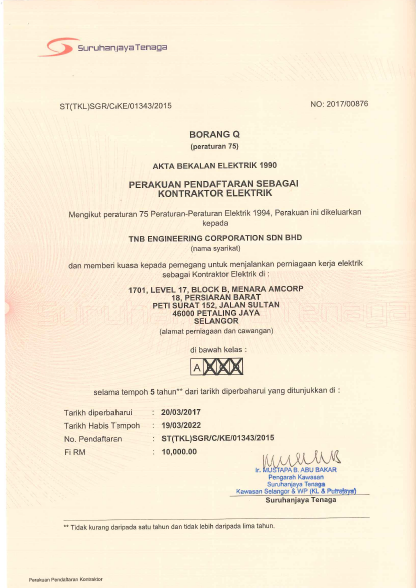 Suruhanjaya Tenaga
ST(TKL)SGR/C/KE/01343/2015 NO: 2017/00876
BORANG Q
(peraturan 75)
AKTA BEKALAN ELEKTRIK 1990
PERAKUAN PENDAFTARAN SEBAGAI
KONTRAKTOR ELEKTRIK
Mengikut peraturan 75 Peraturan-Peraturan Elektrik 1994, Perakuan ini dikeluarkan
kepada
TNB ENGINEERING CORPORATION SDN BHD
(nama syarikat)
dan memberi kuasa kepada pemegang untuk menjalankan perniagaan kerja elektrik
sebagai Kontraktor Elektrik di :
1701, LEVEL 17, BLOCK B, MENARA AMCORP
18, PERSIARAN BARAT
PETI SURAT 152, JALAN SULTAN
46000 PETALING JAYA
SELANGOR
(alamat perniagaan dan cawangan)
di bawah kelas :
A
selama tempoh 5 tahun** dari tarikh diperbaharui yang ditunjukkan di :
Tarikh diperbaharui : 20/03/2017
Tarikh Habis Tempoh : 19/03/2022
No. Pendaftaran : ST(TKL)SGR/C/KE/01343/2015
Fi RM : 10,000.00
Ir. MUSTAPA B. ABU BAKAR
Pengarah Kawasan
Suruhanjaya Tenaga
Kawasan Selangor & WP (KL & Putrajaya)
Suruhanjaya Tenaga
** Tidak kurang daripada satu tahun dan tidak lebih daripada lima tahun.
Perakuan Pendaftaran Kontraktor